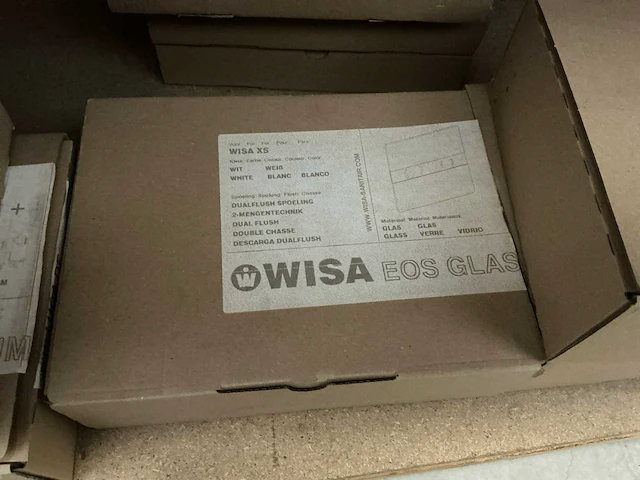 WISA XS
WIT WEIß
WHITE BLANC BLANCO
DUALFLUSH SPOELING
2-MENGENTECHNIK
DUAL FLUSH
DOUBLE CHASSE
DESCARGA DUALFLUSH
WWW.WISA-SANITAIR.COM
GLAS GLAS
GLASS VERRE VIDRIO
WISA EOS GLAS